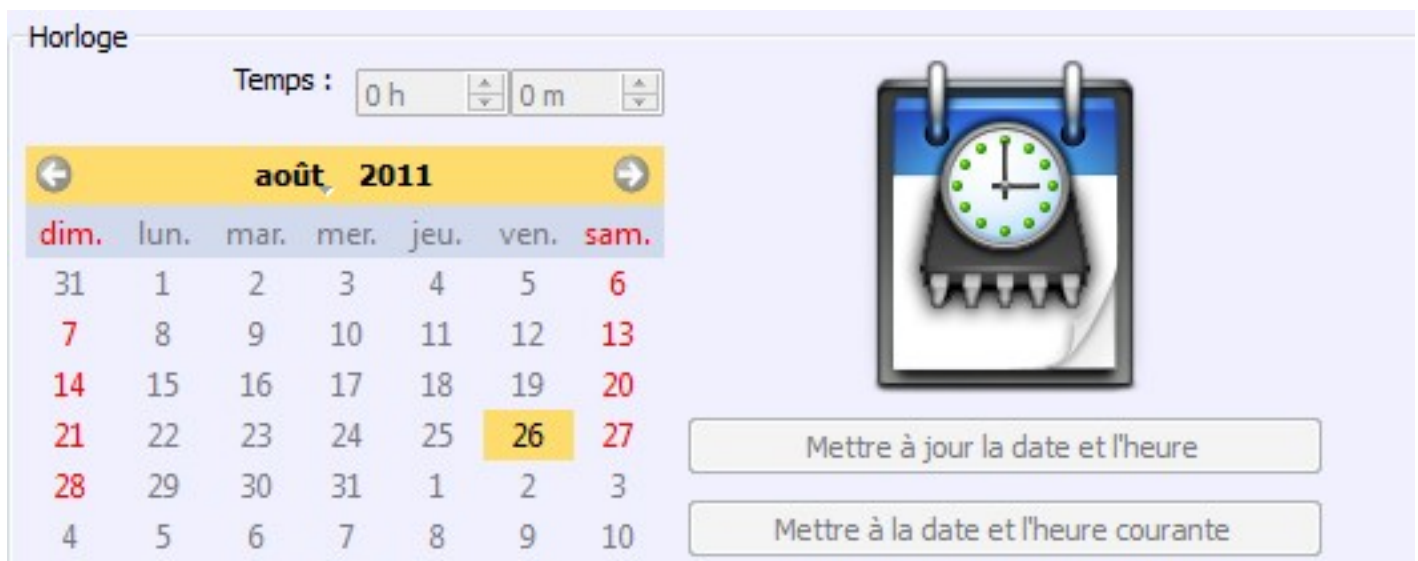 Horloge
Temps : 0 h 0 m
août 2011
dim. lun. mar. mer. jeu. ven. sam.
31 1 2 3 4 5 6
7 8 9 10 11 12 13
14 15 16 17 18 19 20
21 22 23 24 25 26 27
28 29 30 31 1 2 3
4 5 6 7 8 9 10
Mettre à jour la date et l'heure
Mettre à la date et l'heure courante